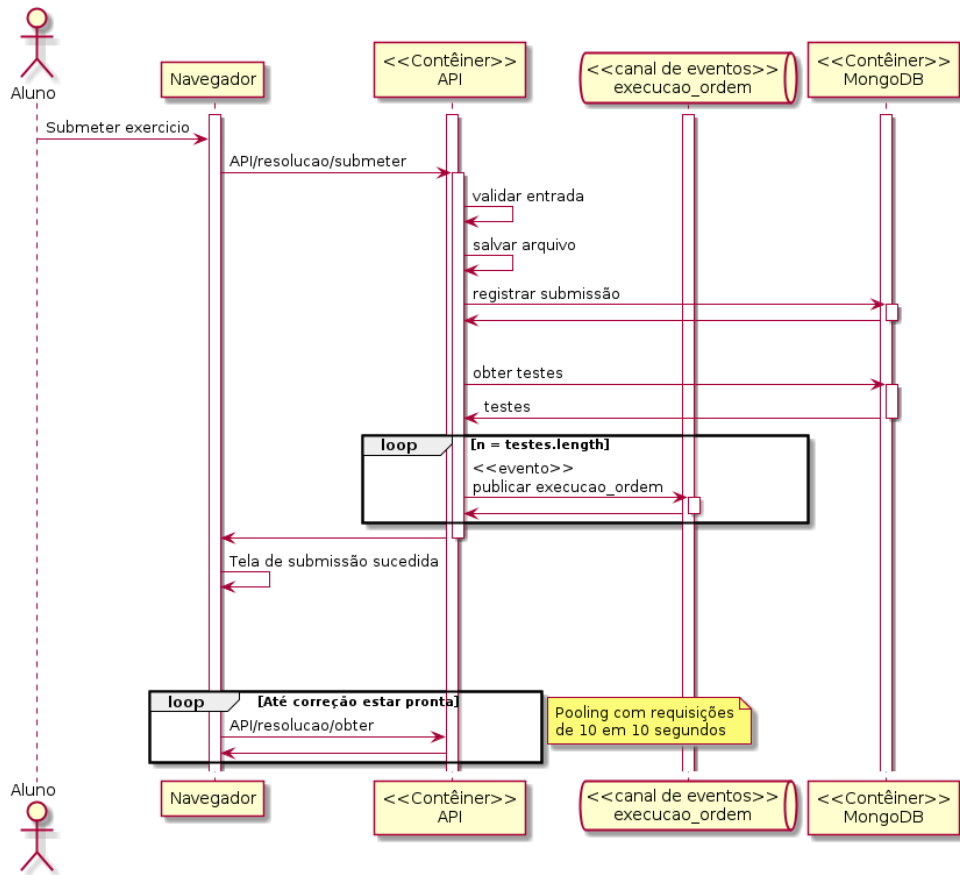 Aluno
Navegador
<<Contêiner>>
API
<<canal de eventos>>
execucao_ordem
<<Contêiner>>
MongoDB
Submeter exercicio
API/resolucao/submeter
validar entrada
salvar arquivo
registrar submissão
obter testes
testes
loop [n = testes.length]
<<evento>>
publicar execucao_ordem
Tela de submissão sucedida
loop [Até correção estar pronta]
API/resolucao/obter
Pooling com requisições
de 10 em 10 segundos
Aluno
Navegador
<<Contêiner>>
API
<<canal de eventos>>
execucao_ordem
<<Contêiner>>
MongoDB